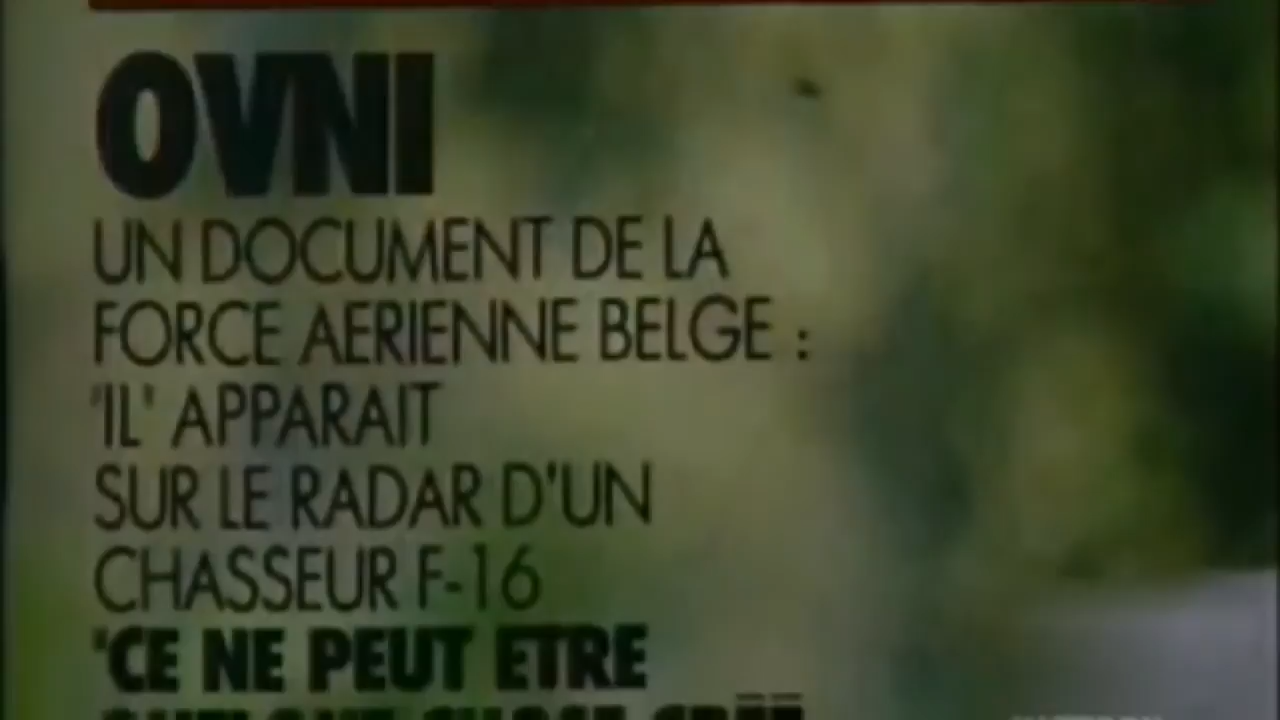 OVNI
UN DOCUMENT DE LA
FORCE AERIENNE BELGE :
'IL' APPARAIT
SUR LE RADAR D'UN
CHASSEUR F-16
'CE NE PEUT ETRE